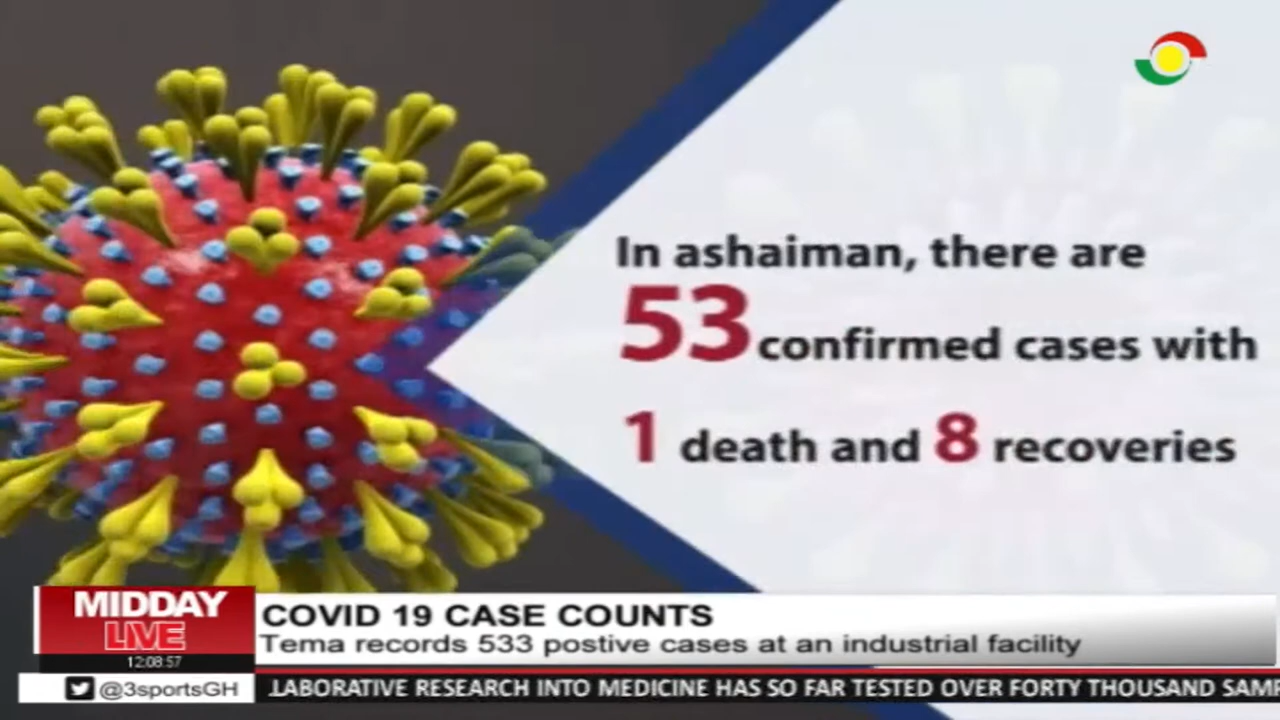 In ashaiman, there are
53 confirmed cases with
1 death and 8 recoveries
MIDDAY
LIVE
12:08:57
COVID 19 CASE COUNTS
Tema records 533 postive cases at an industrial facility
@3sportsGH
LABORATIVE RESEARCH INTO MEDICINE HAS SO FAR TESTED OVER FORTY THOUSAND SAMP